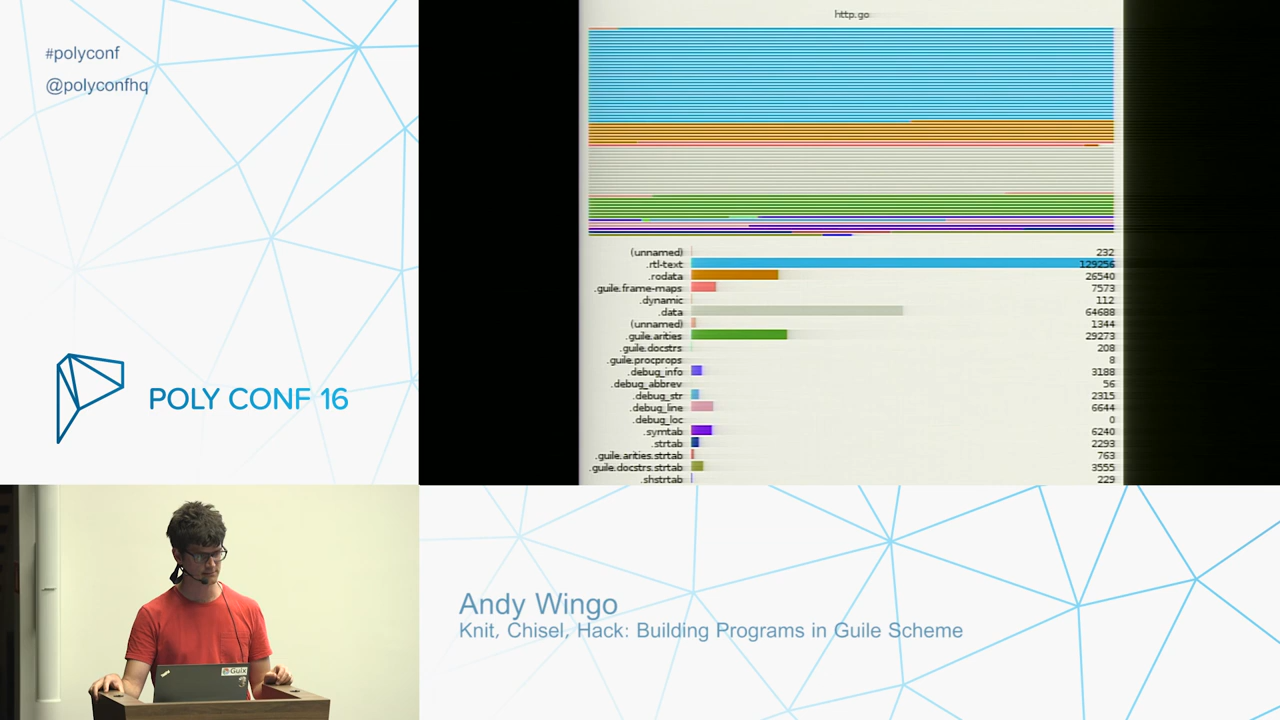 #polyconf
@polyconfhq
POLY CONF 16
http.go
(unnamed) 232
.rtl-text 129256
.rodata 26540
.guile.frame-maps 7573
.dynamic 112
.data 64688
(unnamed) 1344
.guile.arities 29273
.guile.docstrs 208
.guile.procprops 8
.debug_info 3188
.debug_abbrev 56
.debug_str 2315
.debug_line 6644
.debug_loc 0
.symtab 6240
.strtab 2293
.guile.arities.strtab 763
.guile.docstrs.strtab 3555
.shstrtab 229
Guix
Andy Wingo
Knit, Chisel, Hack: Building Programs in Guile Scheme